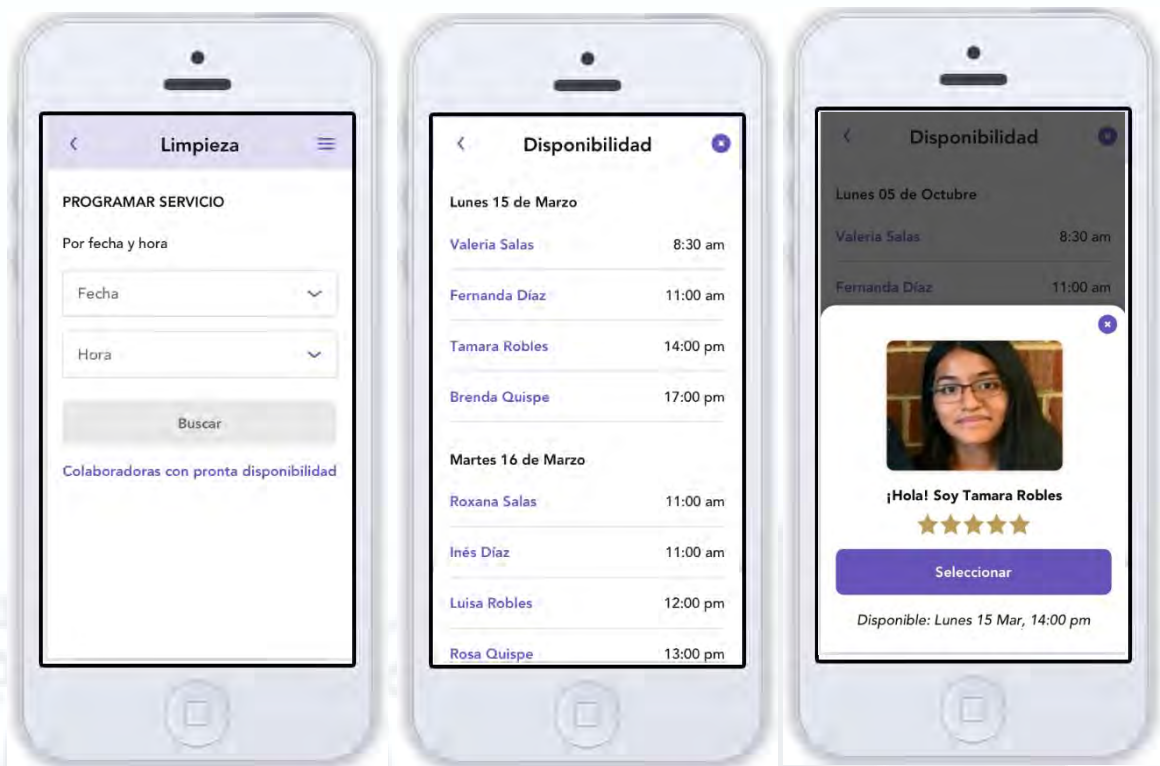 Limpieza
PROGRAMAR SERVICIO
Por fecha y hora
Fecha
Hora
Buscar
Colaboradoras con pronta disponibilidad
Disponibilidad
Lunes 15 de Marzo
Valeria Salas 8:30 am
Fernanda Díaz 11:00 am
Tamara Robles 14:00 pm
Brenda Quispe 17:00 pm
Martes 16 de Marzo
Roxana Salas 11:00 am
Inés Díaz 11:00 am
Luisa Robles 12:00 pm
Rosa Quispe 13:00 pm
Disponibilidad
Lunes 05 de Octubre
Valeria Salas 8:30 am
Fernanda Díaz 11:00 am
¡Hola! Soy Tamara Robles
Seleccionar
Disponible: Lunes 15 Mar, 14:00 pm